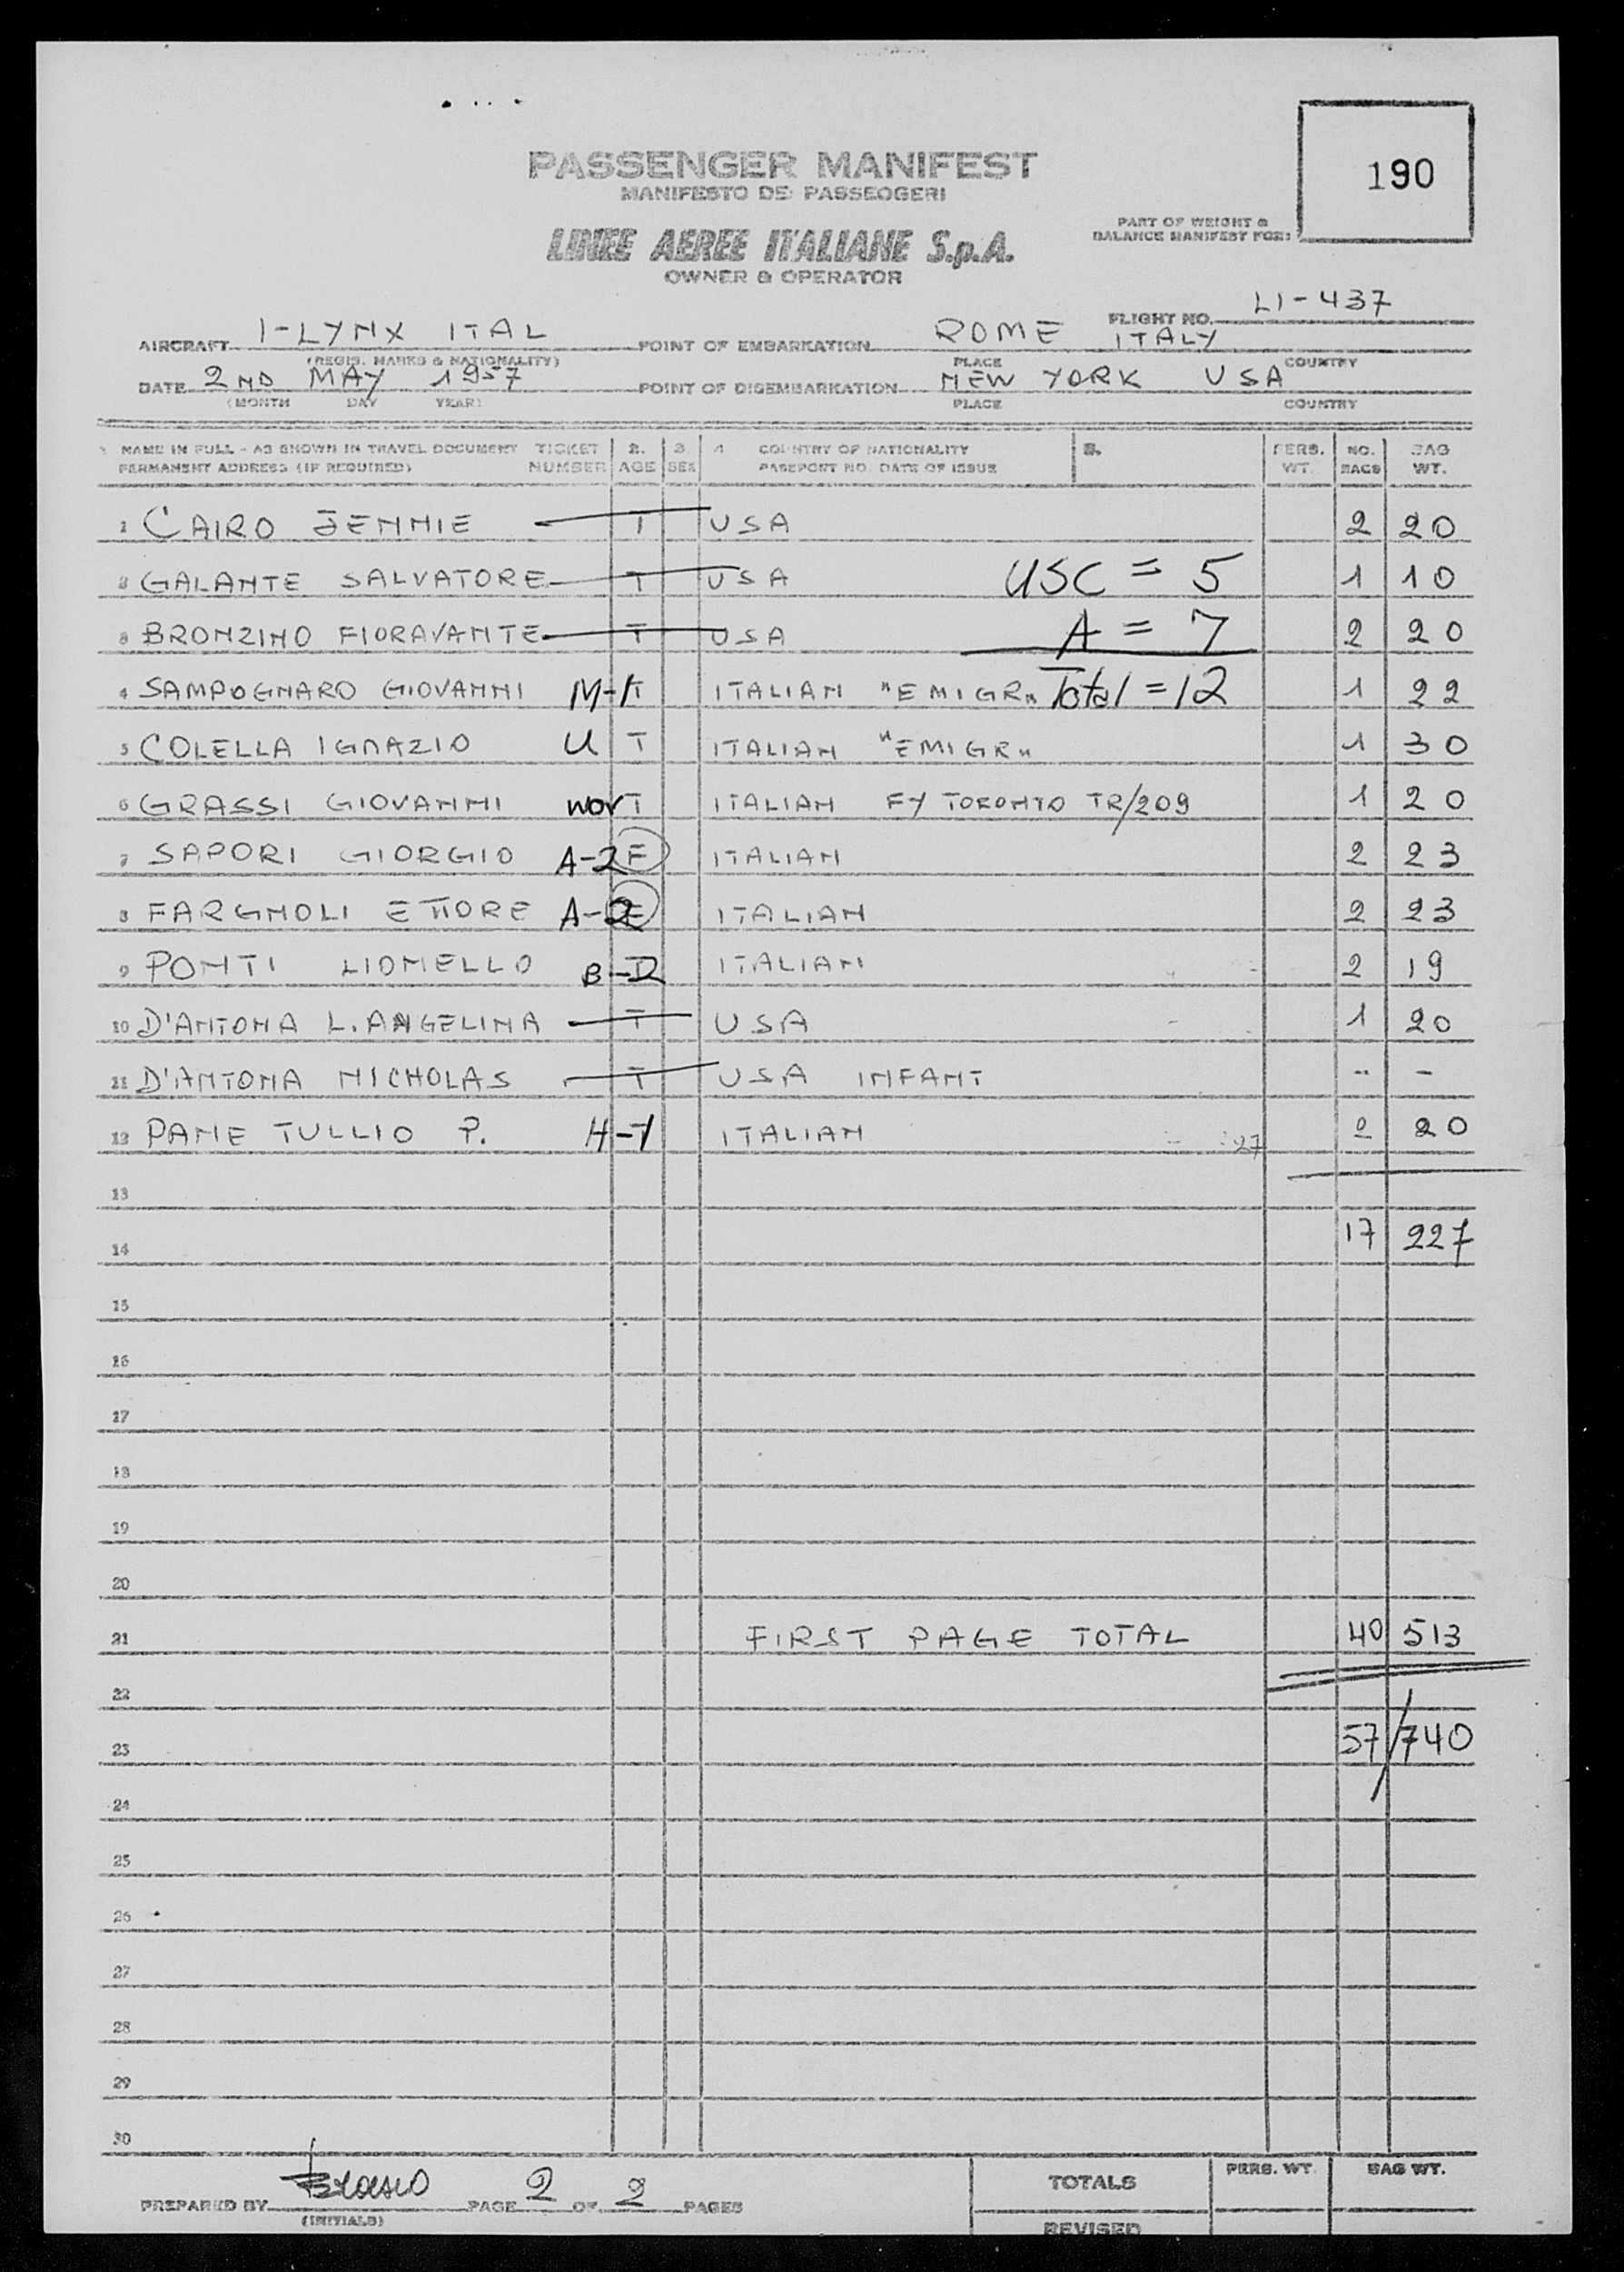 190
PASSENGER MANIFEST
MANIFESTO DEI PASSEGGERI
PART OF WEIGHT &
BALANCE MANIFEST FOR:
LINEE AEREE ITALIANE S.p.A.
OWNER & OPERATOR
FLIGHT NO. LI-437
AIRCRAFT I-LYNX ITAL POINT OF EMBARKATION ROME ITALY
(REGIS. MARKS & NATIONALITY) PLACE COUNTRY
DATE 2ND MAY 1957 POINT OF DISEMBARKATION NEW YORK USA
(MONTH DAY YEAR) PLACE COUNTRY
NAME IN FULL - AS SHOWN IN TRAVEL DOCUMENT TICKET 2. 3 4 COUNTRY OF NATIONALITY 5. PERS. NO. BAG
PERMANENT ADDRESS (IF REQUIRED) NUMBER AGE SEX PASSPORT NO. DATE OF ISSUE WT. BAGS WT.
1 CAIRO JENNIE T USA 2 20
2 GALANTE SALVATORE T USA USC = 5 1 10
3 BRONZINO FIORAVANTE T USA A = 7 2 20
4 SAMPOGNARO GIOVANNI M-K ITALIAN "EMIGR" Total = 12 1 22
5 COLELLA IGNAZIO U T ITALIAN "EMIGR" 1 30
6 GRASSI GIOVANNI WOV T ITALIAN FY TORONTO TR/209 1 20
7 SAPORI GIORGIO A-2 F ITALIAN 2 23
8 FARGNOLI ETTORE A-2 F ITALIAN 2 23
9 PONTI LIONELLO B-D ITALIAN 2 19
10 D'ANTONA L. ANGELINA T USA 1 20
11 D'ANTONA NICHOLAS T USA INFANT - -
12 PANE TULLIO P. H-1 ITALIAN 27 2 20
13
14 17 227
15
16
17
18
19
20
21 FIRST PAGE TOTAL 40 513
22
23 57/740
24
25
26
27
28
29
30
PREPARED BY PAGE 2 OF 2 PAGES TOTALS PERS. WT. BAG WT.
(INITIALS) REVISED